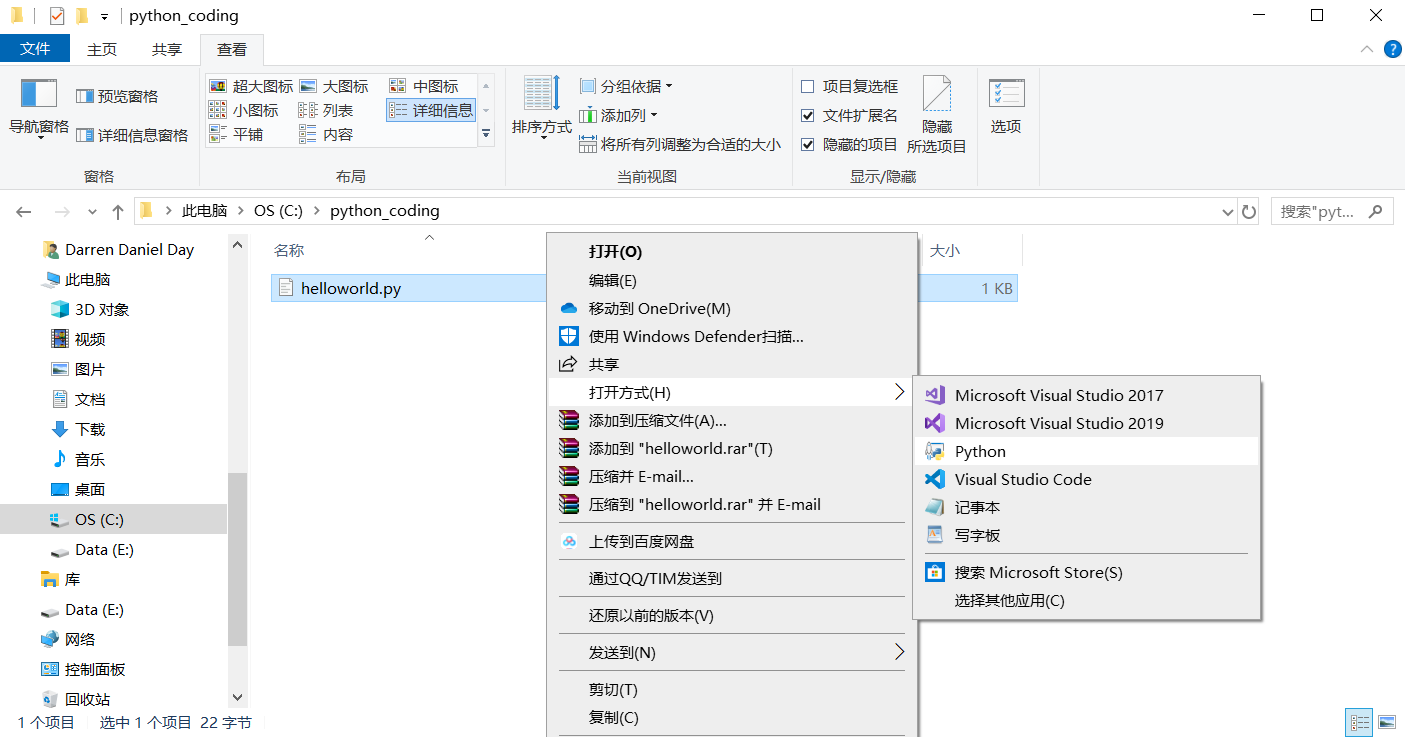 python_coding
文件 主页 共享 查看
导航窗格 预览窗格 详细信息窗格
窗格
超大图标 大图标 中图标
小图标 列表 详细信息
平铺 内容
布局
排序方式 分组依据
添加列
将所有列调整为合适的大小
当前视图
项目复选框
文件扩展名
隐藏的项目
隐藏
所选项目
显示/隐藏
选项
此电脑 OS (C:) python_coding
搜索"pyt...
Darren Daniel Day
此电脑
3D 对象
视频
图片
文档
下载
音乐
桌面
OS (C:)
Data (E:)
库
Data (E:)
网络
控制面板
回收站
名称 大小
helloworld.py 1 KB
打开(O)
编辑(E)
移动到 OneDrive(M)
使用 Windows Defender扫描...
共享
打开方式(H)
添加到压缩文件(A)...
添加到 "helloworld.rar"(T)
压缩并 E-mail...
压缩到 "helloworld.rar" 并 E-mail
上传到百度网盘
通过QQ/TIM发送到
还原以前的版本(V)
发送到(N)
剪切(T)
复制(C)
Microsoft Visual Studio 2017
Microsoft Visual Studio 2019
Python
Visual Studio Code
记事本
写字板
搜索 Microsoft Store(S)
选择其他应用(C)
1 个项目 选中 1 个项目 22 字节